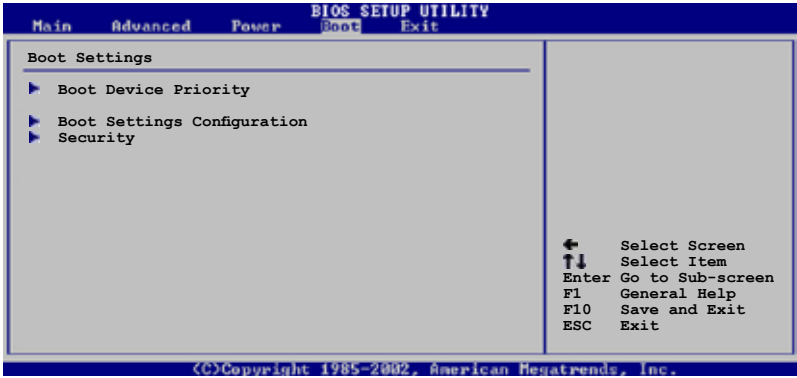 BIOS SETUP UTILITY
Main Advanced Power Boot Exit
Boot Settings
Boot Device Priority
Boot Settings Configuration
Security
Select Screen
Select Item
Enter Go to Sub-screen
F1 General Help
F10 Save and Exit
ESC Exit
(C)Copyright 1985-2002, American Megatrends, Inc.